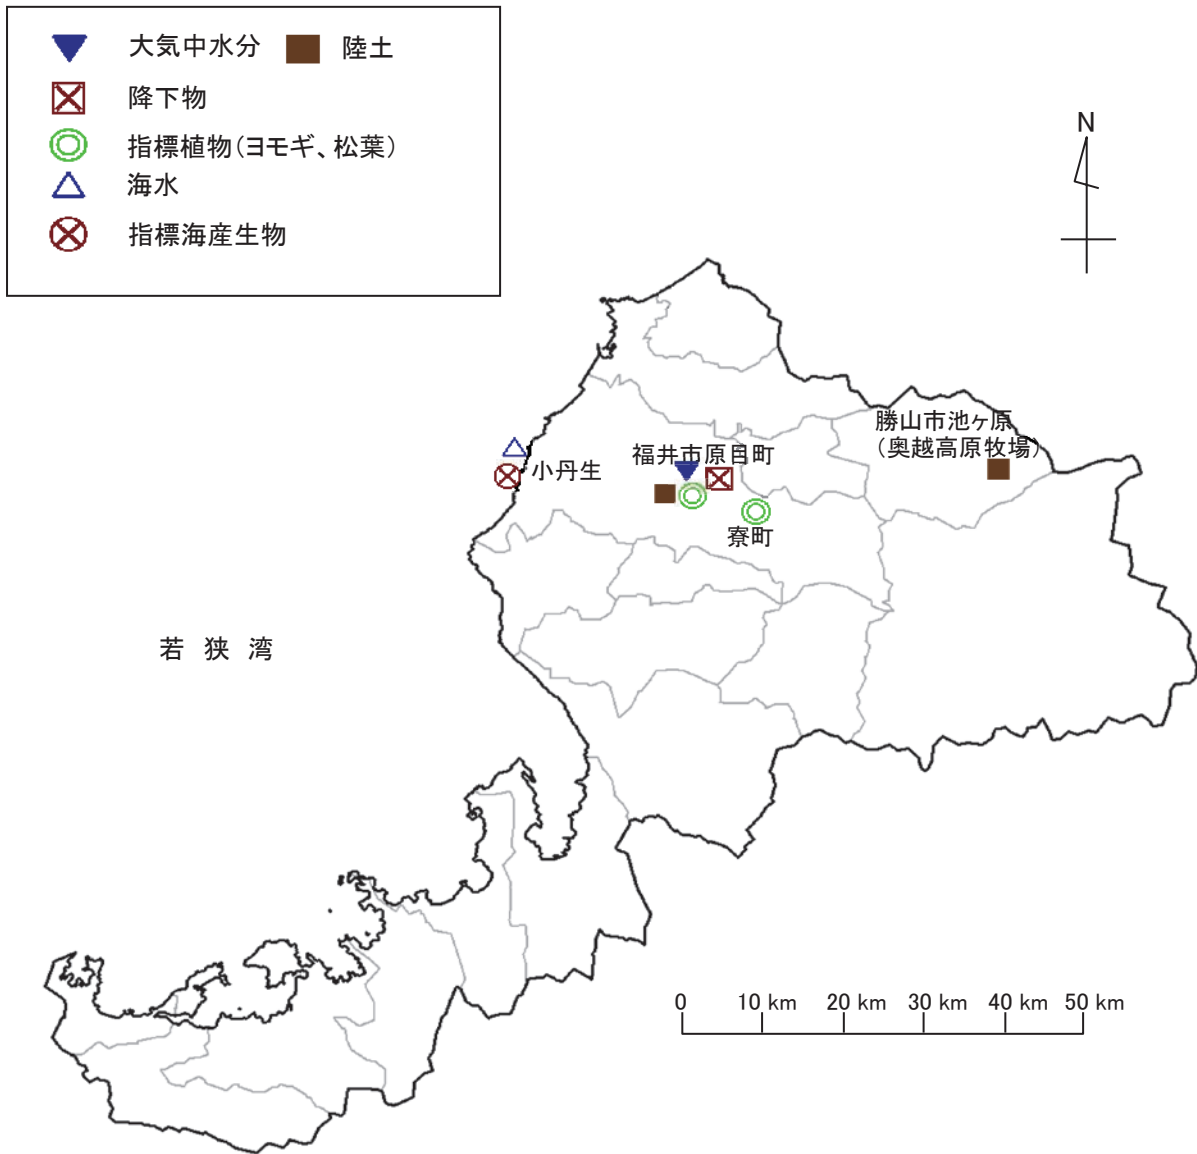 大気中水分 陸土
降下物
指標植物（ヨモギ、松葉）
海水
指標海産生物
N
勝山市池ヶ原
（奥越高原牧場）
福井市原目町
小丹生
寮町
若狭湾
0 10 km 20 km 30 km 40 km 50 km